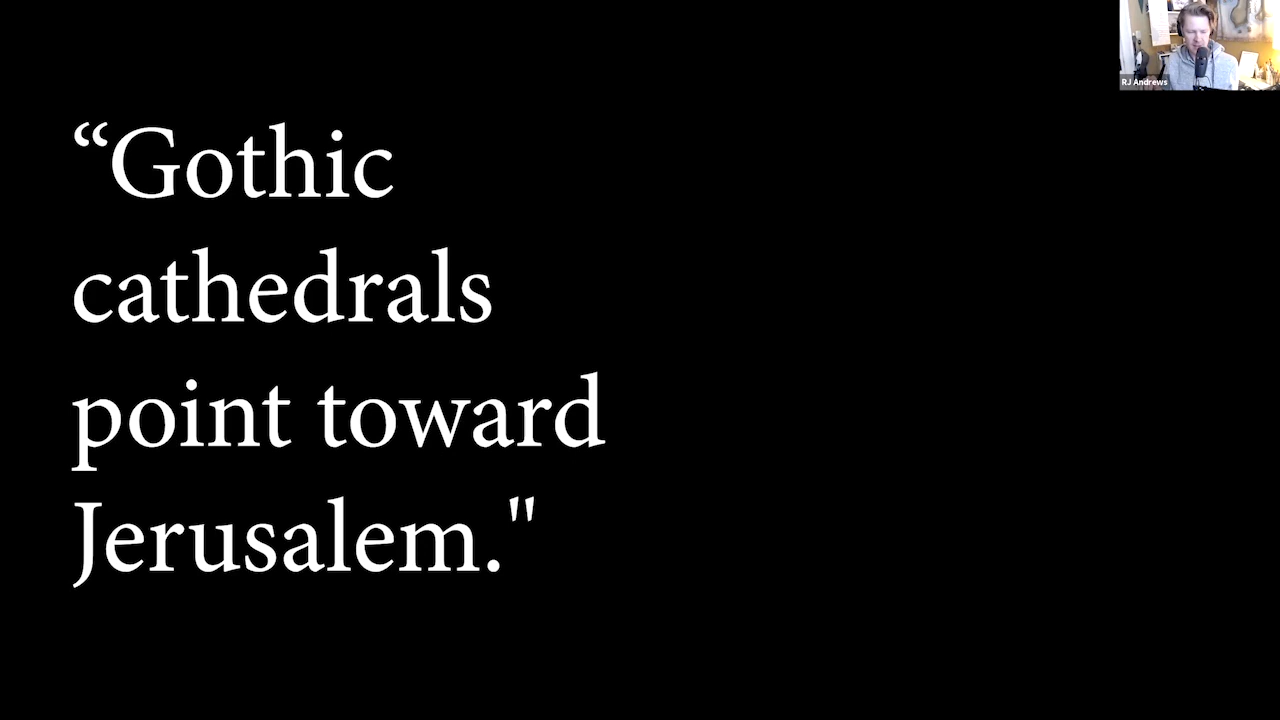 “Gothic
cathedrals
point toward
Jerusalem."
RJ Andrews